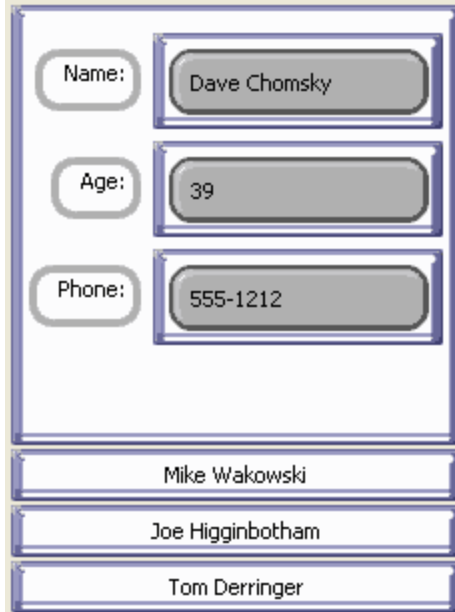 Name: Dave Chomsky
Age: 39
Phone: 555-1212
Mike Wakowski
Joe Higginbotham
Tom Derringer